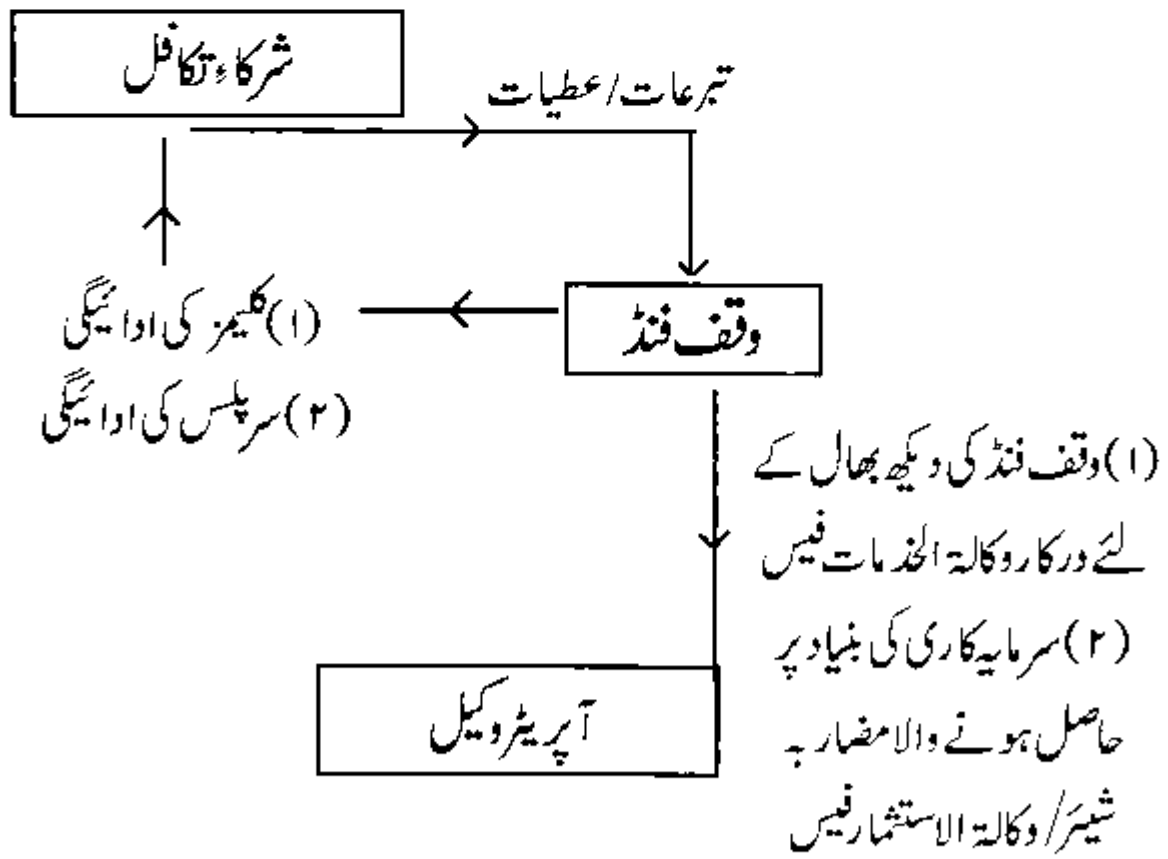 شرکاءِ تکافل
تبرعات/عطیات
وقف فنڈ
(۱)کلیمز کی ادائیگی
(۲)سرپلس کی ادائیگی
(۱)وقف فنڈ کی دیکھ بھال کے
لئے درکار وکالۃ الخدمات فیس
(۲)سرمایہ کاری کی بنیاد پر
حاصل ہونے والا مضاربہ
شیئر/وکالۃ الاستثمار فیس
آپریٹر وکیل